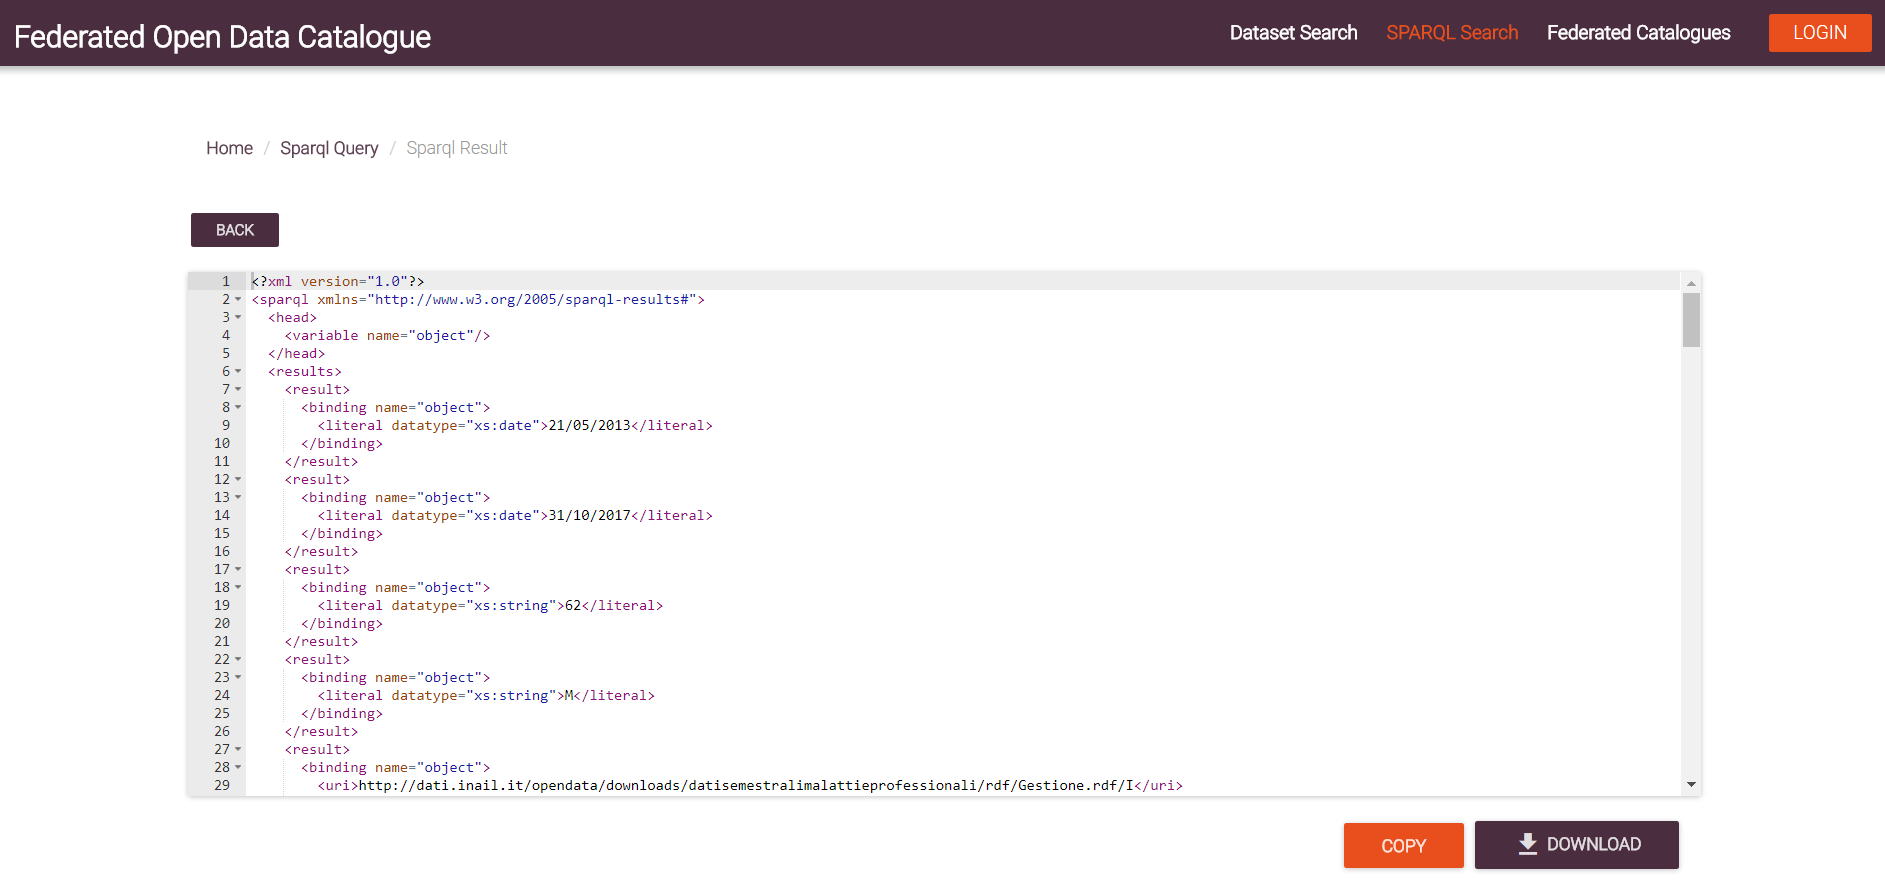 Federated Open Data Catalogue
Dataset Search SPARQL Search Federated Catalogues LOGIN
Home / Sparql Query / Sparql Result
BACK
1 <?xml version="1.0"?>
2 <sparql xmlns="http://www.w3.org/2005/sparql-results#">
3 <head>
4 <variable name="object"/>
5 </head>
6 <results>
7 <result>
8 <binding name="object">
9 <literal datatype="xs:date">21/05/2013</literal>
10 </binding>
11 </result>
12 <result>
13 <binding name="object">
14 <literal datatype="xs:date">31/10/2017</literal>
15 </binding>
16 </result>
17 <result>
18 <binding name="object">
19 <literal datatype="xs:string">62</literal>
20 </binding>
21 </result>
22 <result>
23 <binding name="object">
24 <literal datatype="xs:string">M</literal>
25 </binding>
26 </result>
27 <result>
28 <binding name="object">
29 <uri>http://dati.inail.it/opendata/downloads/datisemestralimalattieprofessionali/rdf/Gestione.rdf/I</uri>
COPY DOWNLOAD